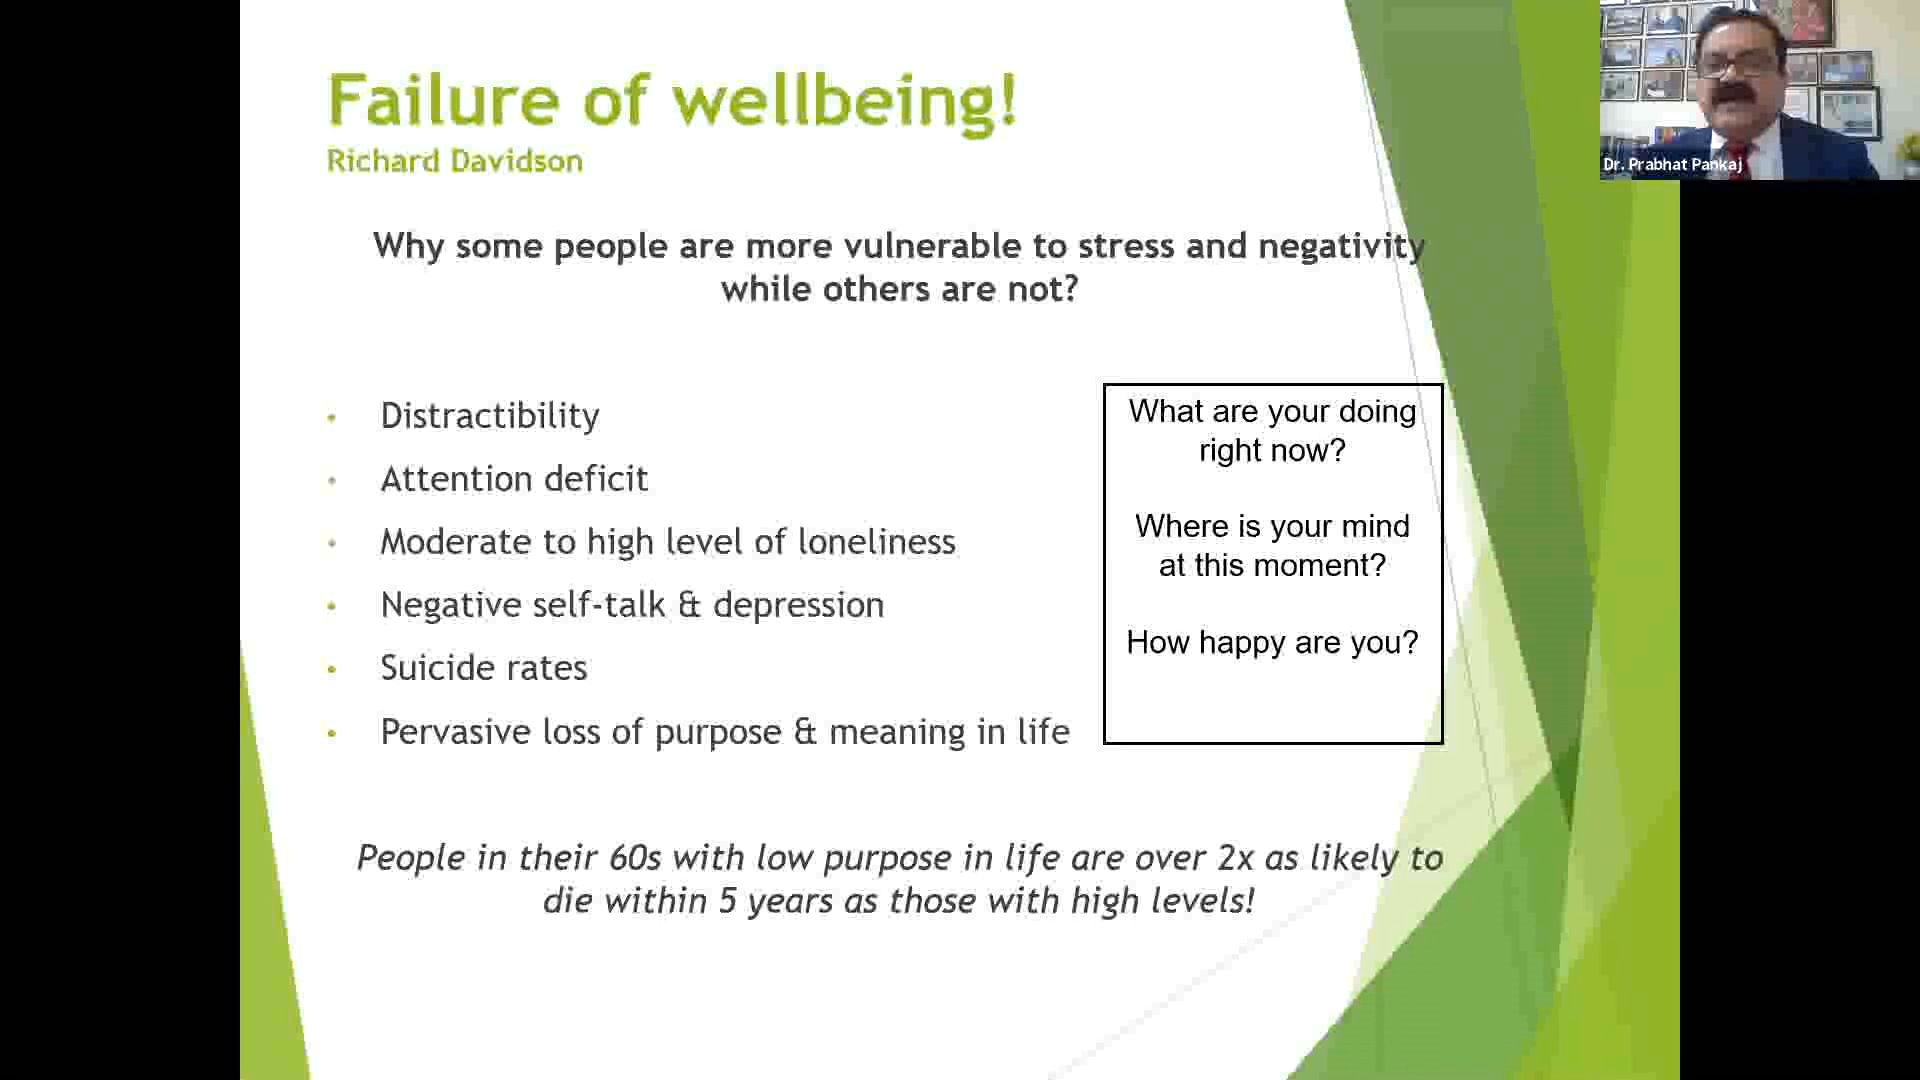 Failure of wellbeing!
Richard Davidson
Why some people are more vulnerable to stress and negativity
while others are not?
• Distractibility
• Attention deficit
• Moderate to high level of loneliness
• Negative self-talk & depression
• Suicide rates
• Pervasive loss of purpose & meaning in life
What are your doing
right now?
Where is your mind
at this moment?
How happy are you?
People in their 60s with low purpose in life are over 2x as likely to
die within 5 years as those with high levels!
Dr. Prabhat Pankaj